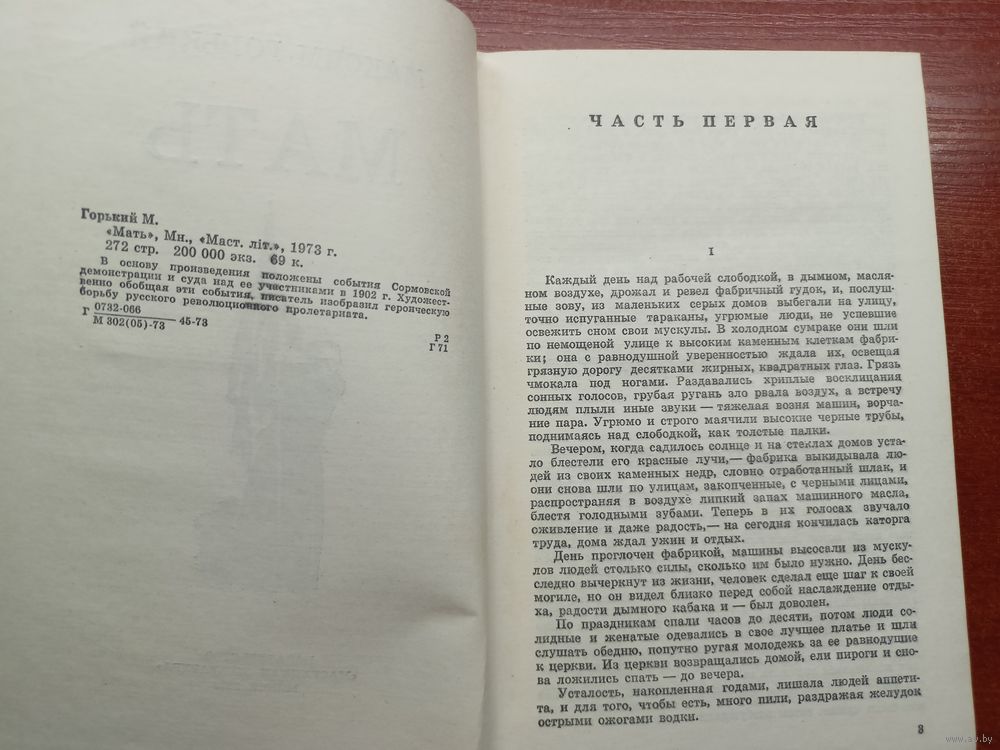 Горький М.
«Мать», Мн., «Маст. літ.», 1973 г.
272 стр. 200 000 экз. 69 к.
В основу произведения положены события Сормовской
демонстрации и суда над ее участниками в 1902 г. Художест-
венно обобщая эти события, писатель изобразил героическую
борьбу русского революционного пролетариата.
Г 0732-066
М 302(05)-73 45-73
Р 2
Г 71
ЧАСТЬ ПЕРВАЯ
I
Каждый день над рабочей слободкой, в дымном, масля-
ном воздухе, дрожал и ревел фабричный гудок, и, послуш-
ные зову, из маленьких серых домов выбегали на улицу,
точно испуганные тараканы, угрюмые люди, не успевшие
освежить сном свои мускулы. В холодном сумраке они шли
по немощеной улице к высоким каменным клеткам фабри-
ки; она с равнодушной уверенностью ждала их, освещая
грязную дорогу десятками жирных, квадратных глаз. Грязь
чмокала под ногами. Раздавались хриплые восклицания
сонных голосов, грубая ругань зло рвала воздух, а встречу
людям плыли иные звуки — тяжелая возня машин, ворча-
ние пара. Угрюмо и строго маячили высокие черные трубы,
поднимаясь над слободкой, как толстые палки.
Вечером, когда садилось солнце и на стеклах домов уста-
ло блестели его красные лучи,— фабрика выкидывала лю-
дей из своих каменных недр, словно отработанный шлак, и
они снова шли по улицам, закопченные, с черными лицами,
распространяя в воздухе липкий запах машинного масла,
блестя голодными зубами. Теперь в их голосах звучало
оживление и даже радость,— на сегодня кончилась каторга
труда, дома ждал ужин и отдых.
День проглочен фабрикой, машины высосали из муску-
лов людей столько силы, сколько им было нужно. День бес-
следно вычеркнут из жизни, человек сделал еще шаг к своей
могиле, но он видел близко перед собой наслаждение отды-
ха, радости дымного кабака и — был доволен.
По праздникам спали часов до десяти, потом люди со-
лидные и женатые одевались в свое лучшее платье и шли
слушать обедню, попутно ругая молодежь за ее равнодушие
к церкви. Из церкви возвращались домой, ели пироги и сно-
ва ложились спать — до вечера.
Усталость, накопленная годами, лишала людей аппети-
та, и для того, чтобы есть, много пили, раздражая желудок
острыми ожогами водки.
3
www.ay.by